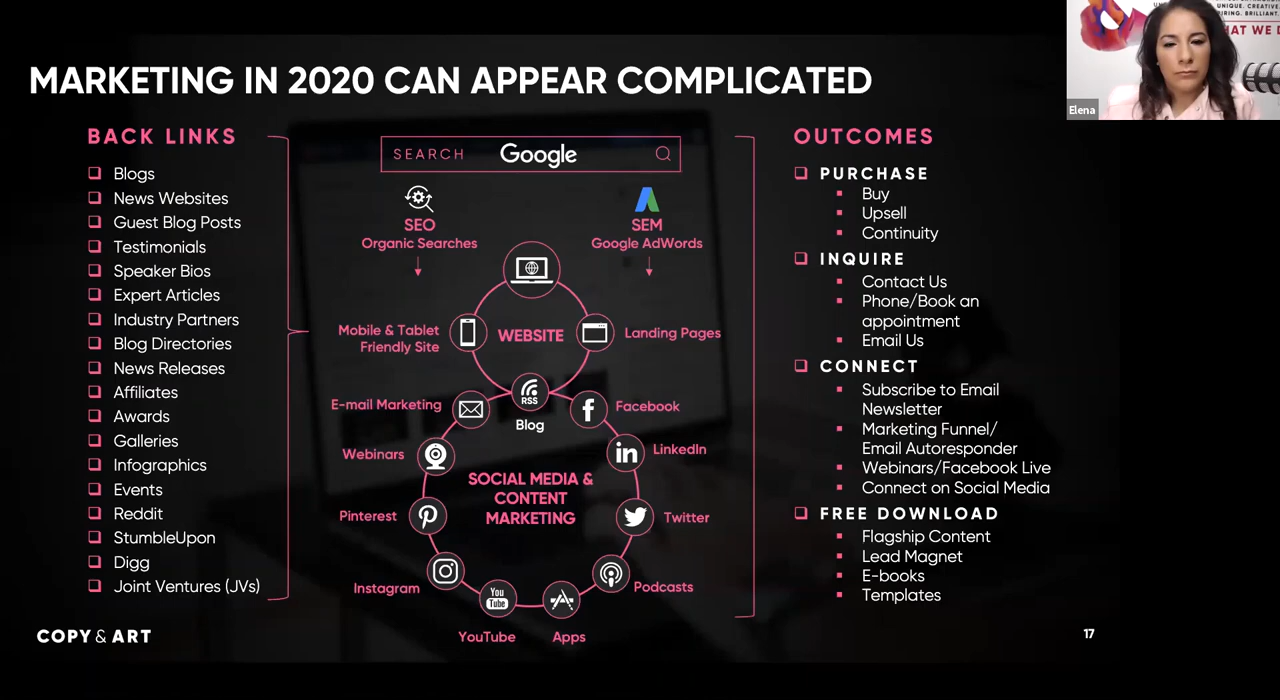 MARKETING IN 2020 CAN APPEAR COMPLICATED
BACK LINKS
Blogs
News Websites
Guest Blog Posts
Testimonials
Speaker Bios
Expert Articles
Industry Partners
Blog Directories
News Releases
Affiliates
Awards
Galleries
Infographics
Events
Reddit
StumbleUpon
Digg
Joint Ventures (JVs)
SEARCH Google
SEO
Organic Searches
SEM
Google AdWords
WEBSITE
Mobile & Tablet
Friendly Site
Landing Pages
RSS
Blog
E-mail Marketing
Facebook
Webinars
LinkedIn
in
SOCIAL MEDIA &
CONTENT
MARKETING
Pinterest
Twitter
Instagram
Podcasts
You
Tube
YouTube
Apps
OUTCOMES
PURCHASE
Buy
Upsell
Continuity
INQUIRE
Contact Us
Phone/Book an
appointment
Email Us
CONNECT
Subscribe to Email
Newsletter
Marketing Funnel/
Email Autoresponder
Webinars/Facebook Live
Connect on Social Media
FREE DOWNLOAD
Flagship Content
Lead Magnet
E-books
Templates
COPY & ART
17
UNIQUE. CREATIVE.
BRILLIANT.
WE
Elena